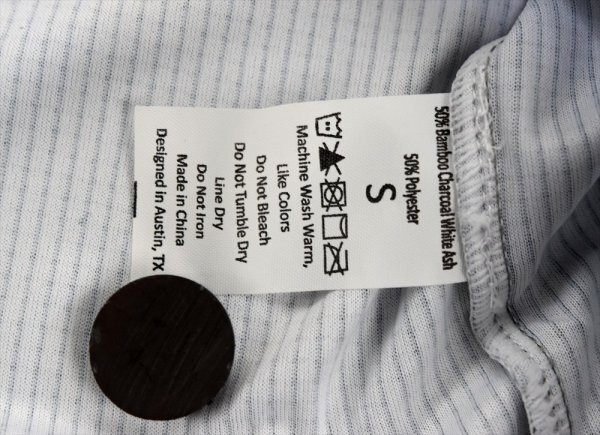 50% Bamboo Charcoal White Ash
50% Polyester
S
Machine Wash Warm,
Like Colors
Do Not Bleach
Do Not Tumble Dry
Line Dry
Do Not Iron
Made in China
Designed in Austin, TX